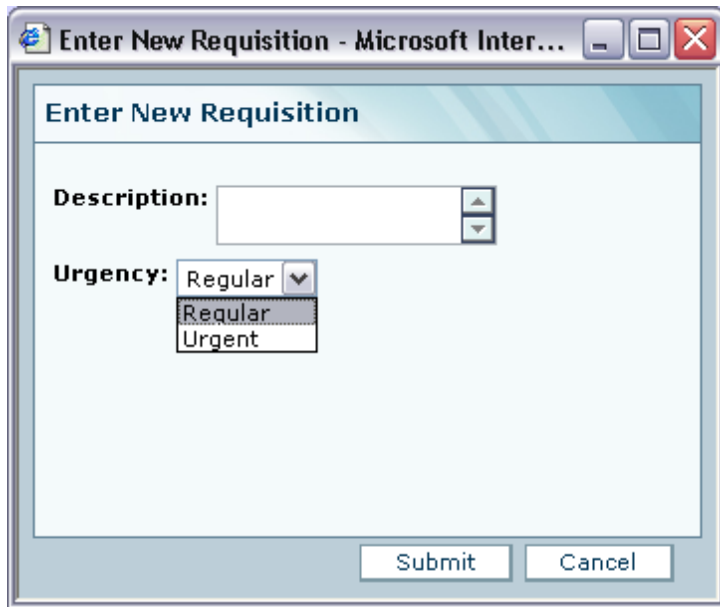 Enter New Requisition - Microsoft Inter...
Enter New Requisition
Description:
Urgency: Regular
Regular
Urgent
Submit Cancel